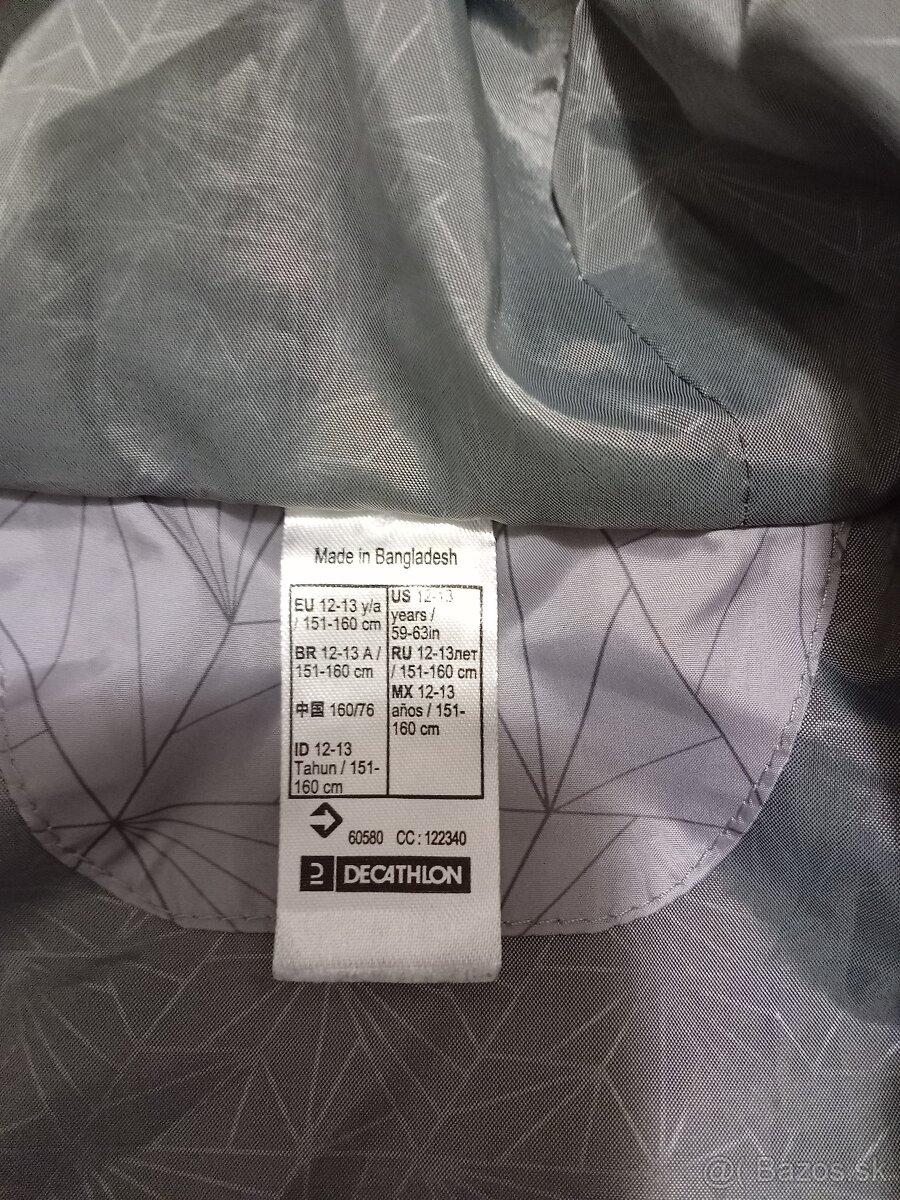 Made in Bangladesh
EU 12-13 y/a
/ 151-160 cm
BR 12-13 A /
151-160 cm
中国 160/76
ID 12-13
Tahun / 151-
160 cm
US 12-13
years /
59-63in
RU 12-13лет
/ 151-160 cm
MX 12-13
años / 151-
160 cm
60580 CC : 122340
DECATHLON
@ Bazos.sk